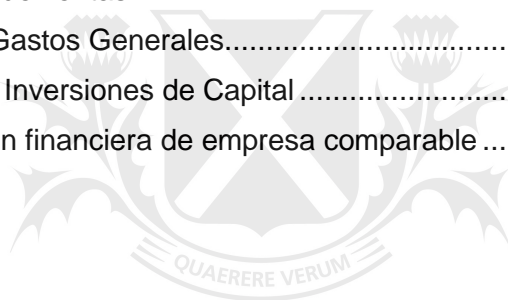 Gastos Generales...................................
Inversiones de Capital.........................
n financiera de empresa comparable ...
QUAERERE VERUM